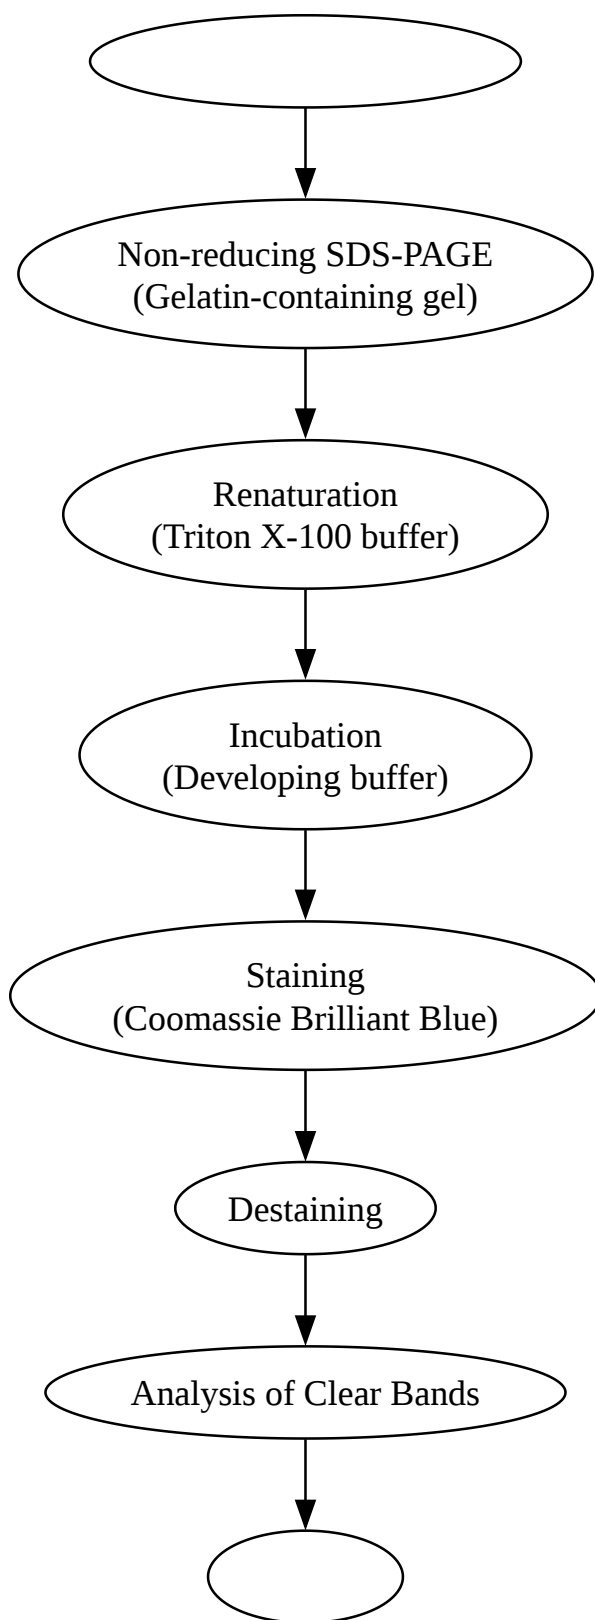 Non-reducing SDS-PAGE
(Gelatin-containing gel)
Renaturation
(Triton X-100 buffer)
Incubation
(Developing buffer)
Staining
(Coomassie Brilliant Blue)
Destaining
Analysis of Clear Bands